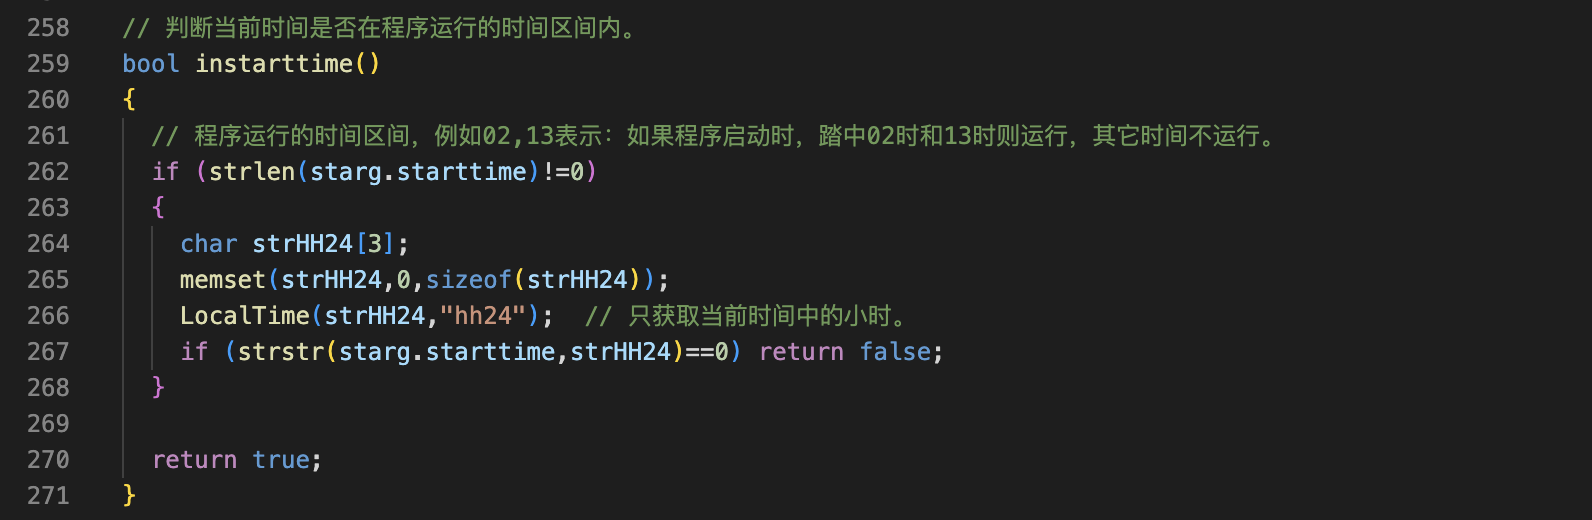 258 // 判断当前时间是否在程序运行的时间区间内。
259 bool instarttime()
260 {
261 // 程序运行的时间区间，例如02,13表示：如果程序启动时，踏中02时和13时则运行，其它时间不运行。
262 if (strlen(starg.starttime)!=0)
263 {
264 char strHH24[3];
265 memset(strHH24,0,sizeof(strHH24));
266 LocalTime(strHH24,"hh24");  // 只获取当前时间中的小时。
267 if (strstr(starg.starttime,strHH24)==0) return false;
268 }
269
270 return true;
271 }